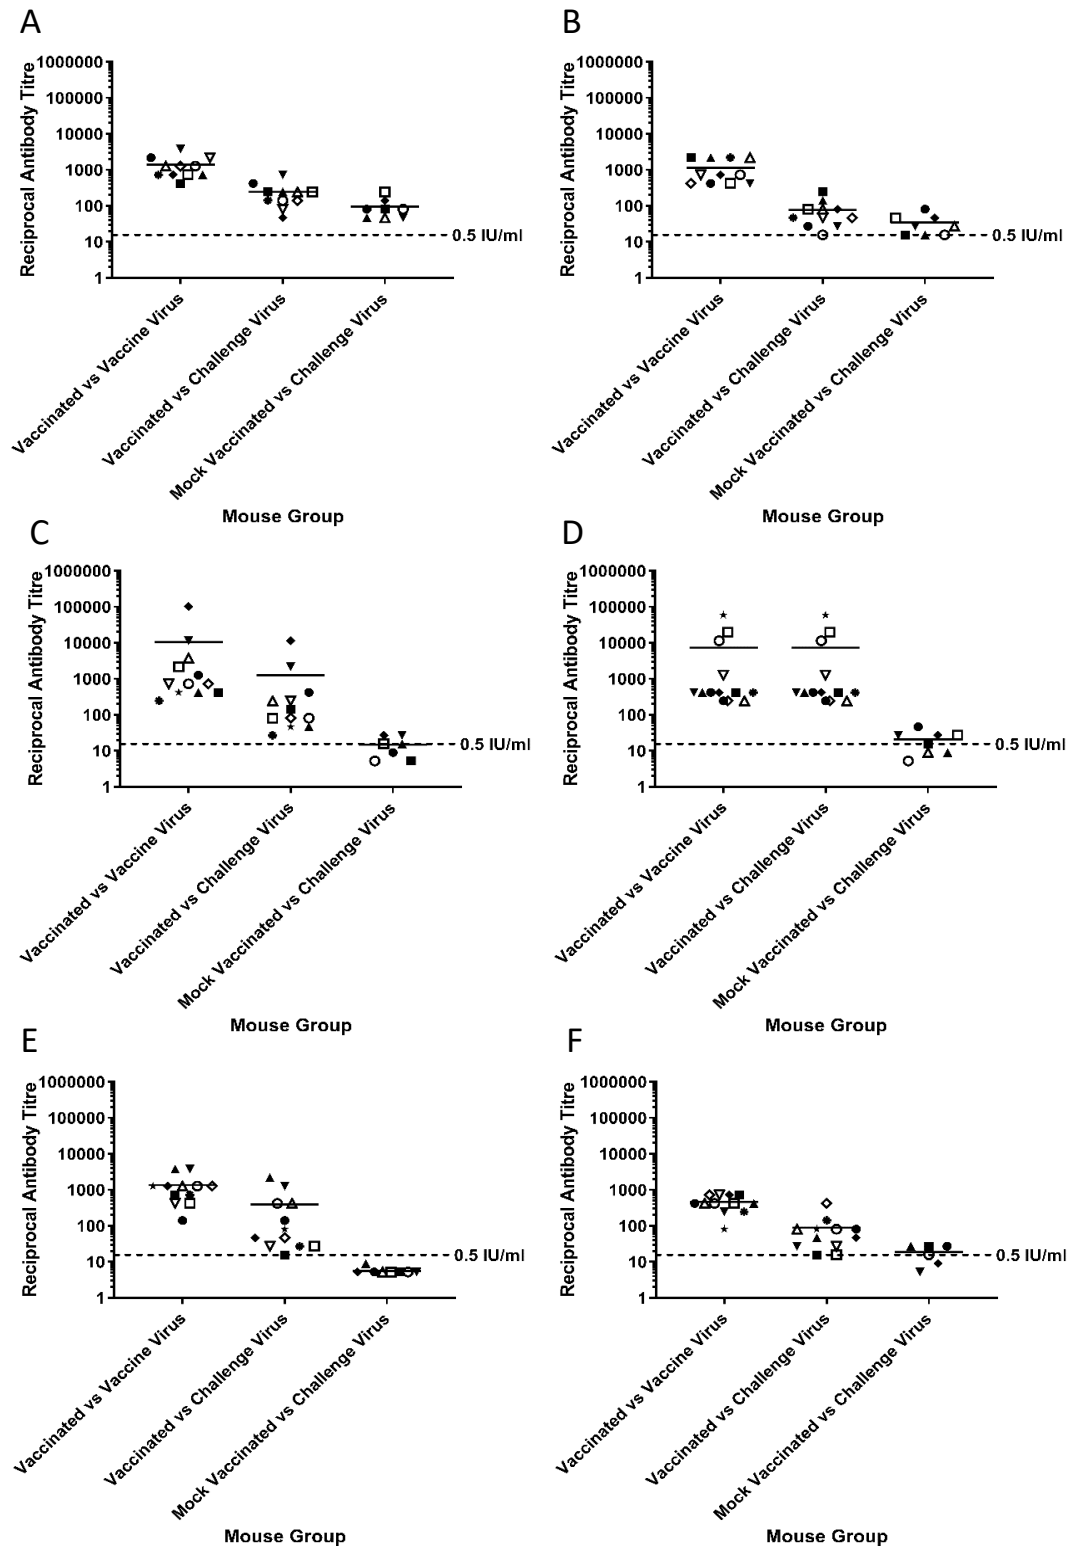 A
Reciprocal Antibody Titre
1000000
100000
10000
1000
100
10
1
0.5 IU/ml
Vaccinated vs Vaccine Virus
Vaccinated vs Challenge Virus
Mock Vaccinated vs Challenge Virus
Mouse Group
B
Reciprocal Antibody Titre
1000000
100000
10000
1000
100
10
1
0.5 IU/ml
Vaccinated vs Vaccine Virus
Vaccinated vs Challenge Virus
Mock Vaccinated vs Challenge Virus
Mouse Group
C
Reciprocal Antibody Titre
1000000
100000
10000
1000
100
10
1
0.5 IU/ml
Vaccinated vs Vaccine Virus
Vaccinated vs Challenge Virus
Mock Vaccinated vs Challenge Virus
Mouse Group
D
Reciprocal Antibody Titre
1000000
100000
10000
1000
100
10
1
0.5 IU/ml
Vaccinated vs Vaccine Virus
Vaccinated vs Challenge Virus
Mock Vaccinated vs Challenge Virus
Mouse Group
E
Reciprocal Antibody Titre
1000000
100000
10000
1000
100
10
1
0.5 IU/ml
Vaccinated vs Vaccine Virus
Vaccinated vs Challenge Virus
Mock Vaccinated vs Challenge Virus
Mouse Group
F
Reciprocal Antibody Titre
1000000
100000
10000
1000
100
10
1
0.5 IU/ml
Vaccinated vs Vaccine Virus
Vaccinated vs Challenge Virus
Mock Vaccinated vs Challenge Virus
Mouse Group